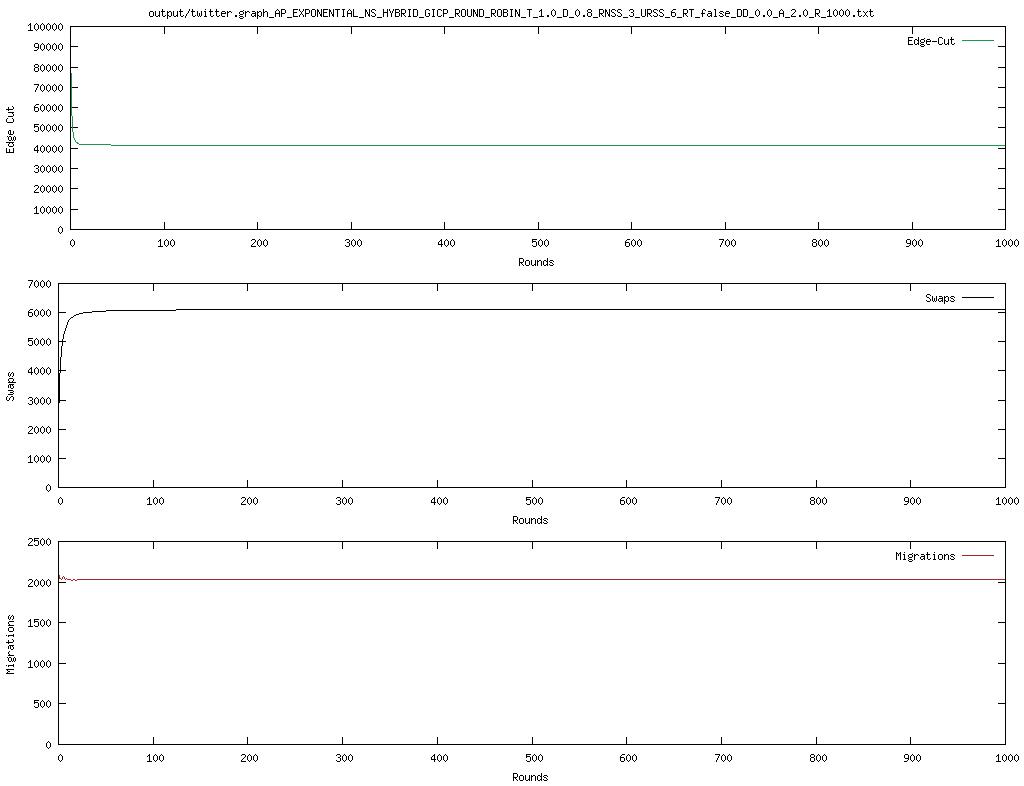 output/twitter.graph_AP_EXPONENTIAL_NS_HYBRID_GICP_ROUND_ROBIN_T_1.0_D_0.8_RNSS_3_URSS_6_RT_false_DD_0.0_A_2.0_R_1000.txt
100000
90000
80000
70000
60000
50000
40000
30000
20000
10000
0
Edge Cut
Edge-Cut
0 100 200 300 400 500 600 700 800 900 1000
Rounds
7000
6000
5000
4000
3000
2000
1000
0
Swaps
Swaps
0 100 200 300 400 500 600 700 800 900 1000
Rounds
2500
2000
1500
1000
500
0
Migrations
Migrations
0 100 200 300 400 500 600 700 800 900 1000
Rounds